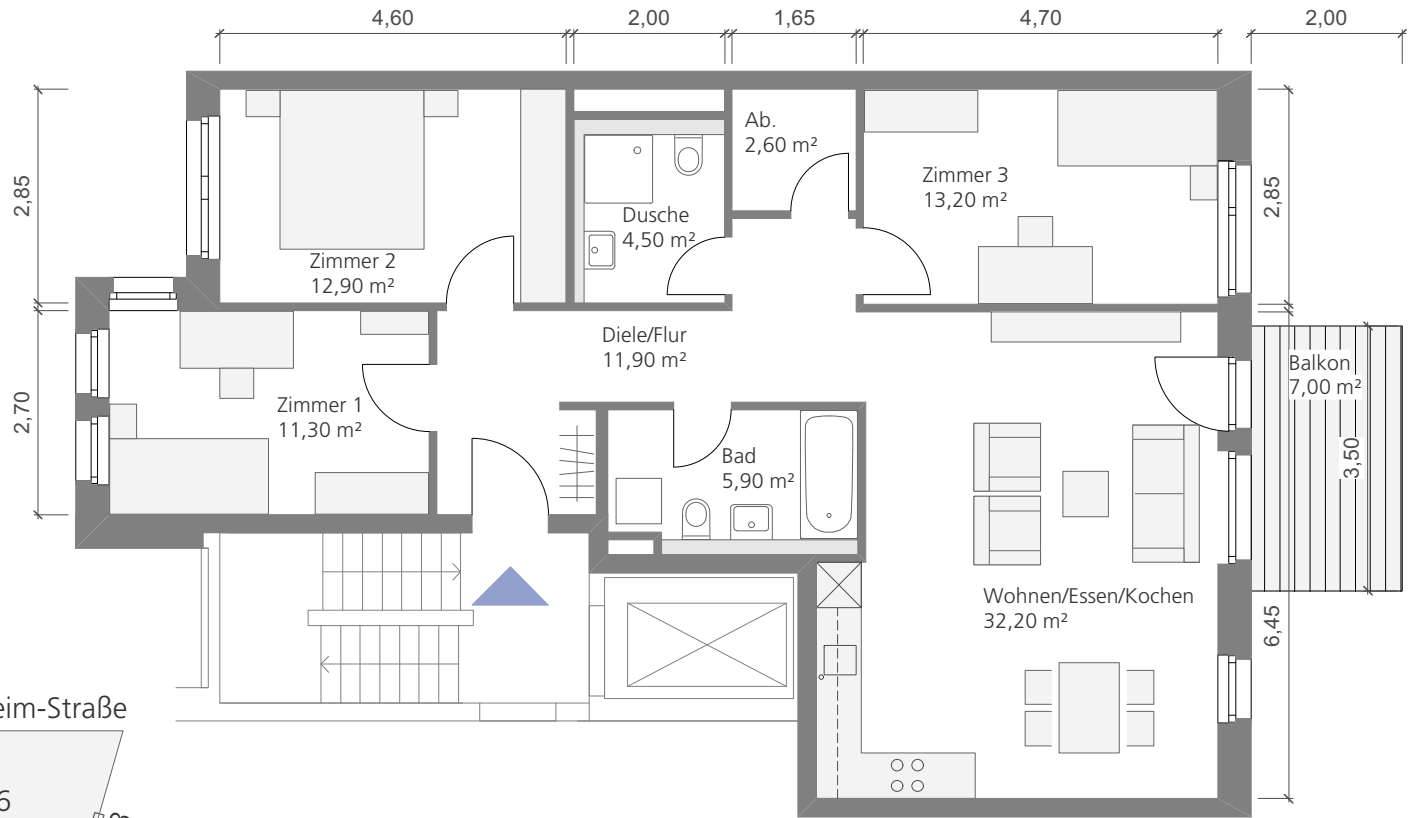 4,60
2,00
1,65
4,70
2,00
2,85
2,85
Ab.
2,60 m²
Zimmer 3
13,20 m²
Dusche
4,50 m²
Zimmer 2
12,90 m²
Diele/Flur
11,90 m²
Balkon
7,00 m²
2,70
Zimmer 1
11,30 m²
Bad
5,90 m²
3,50
Wohnen/Essen/Kochen
32,20 m²
6,45
eim-Straße
6